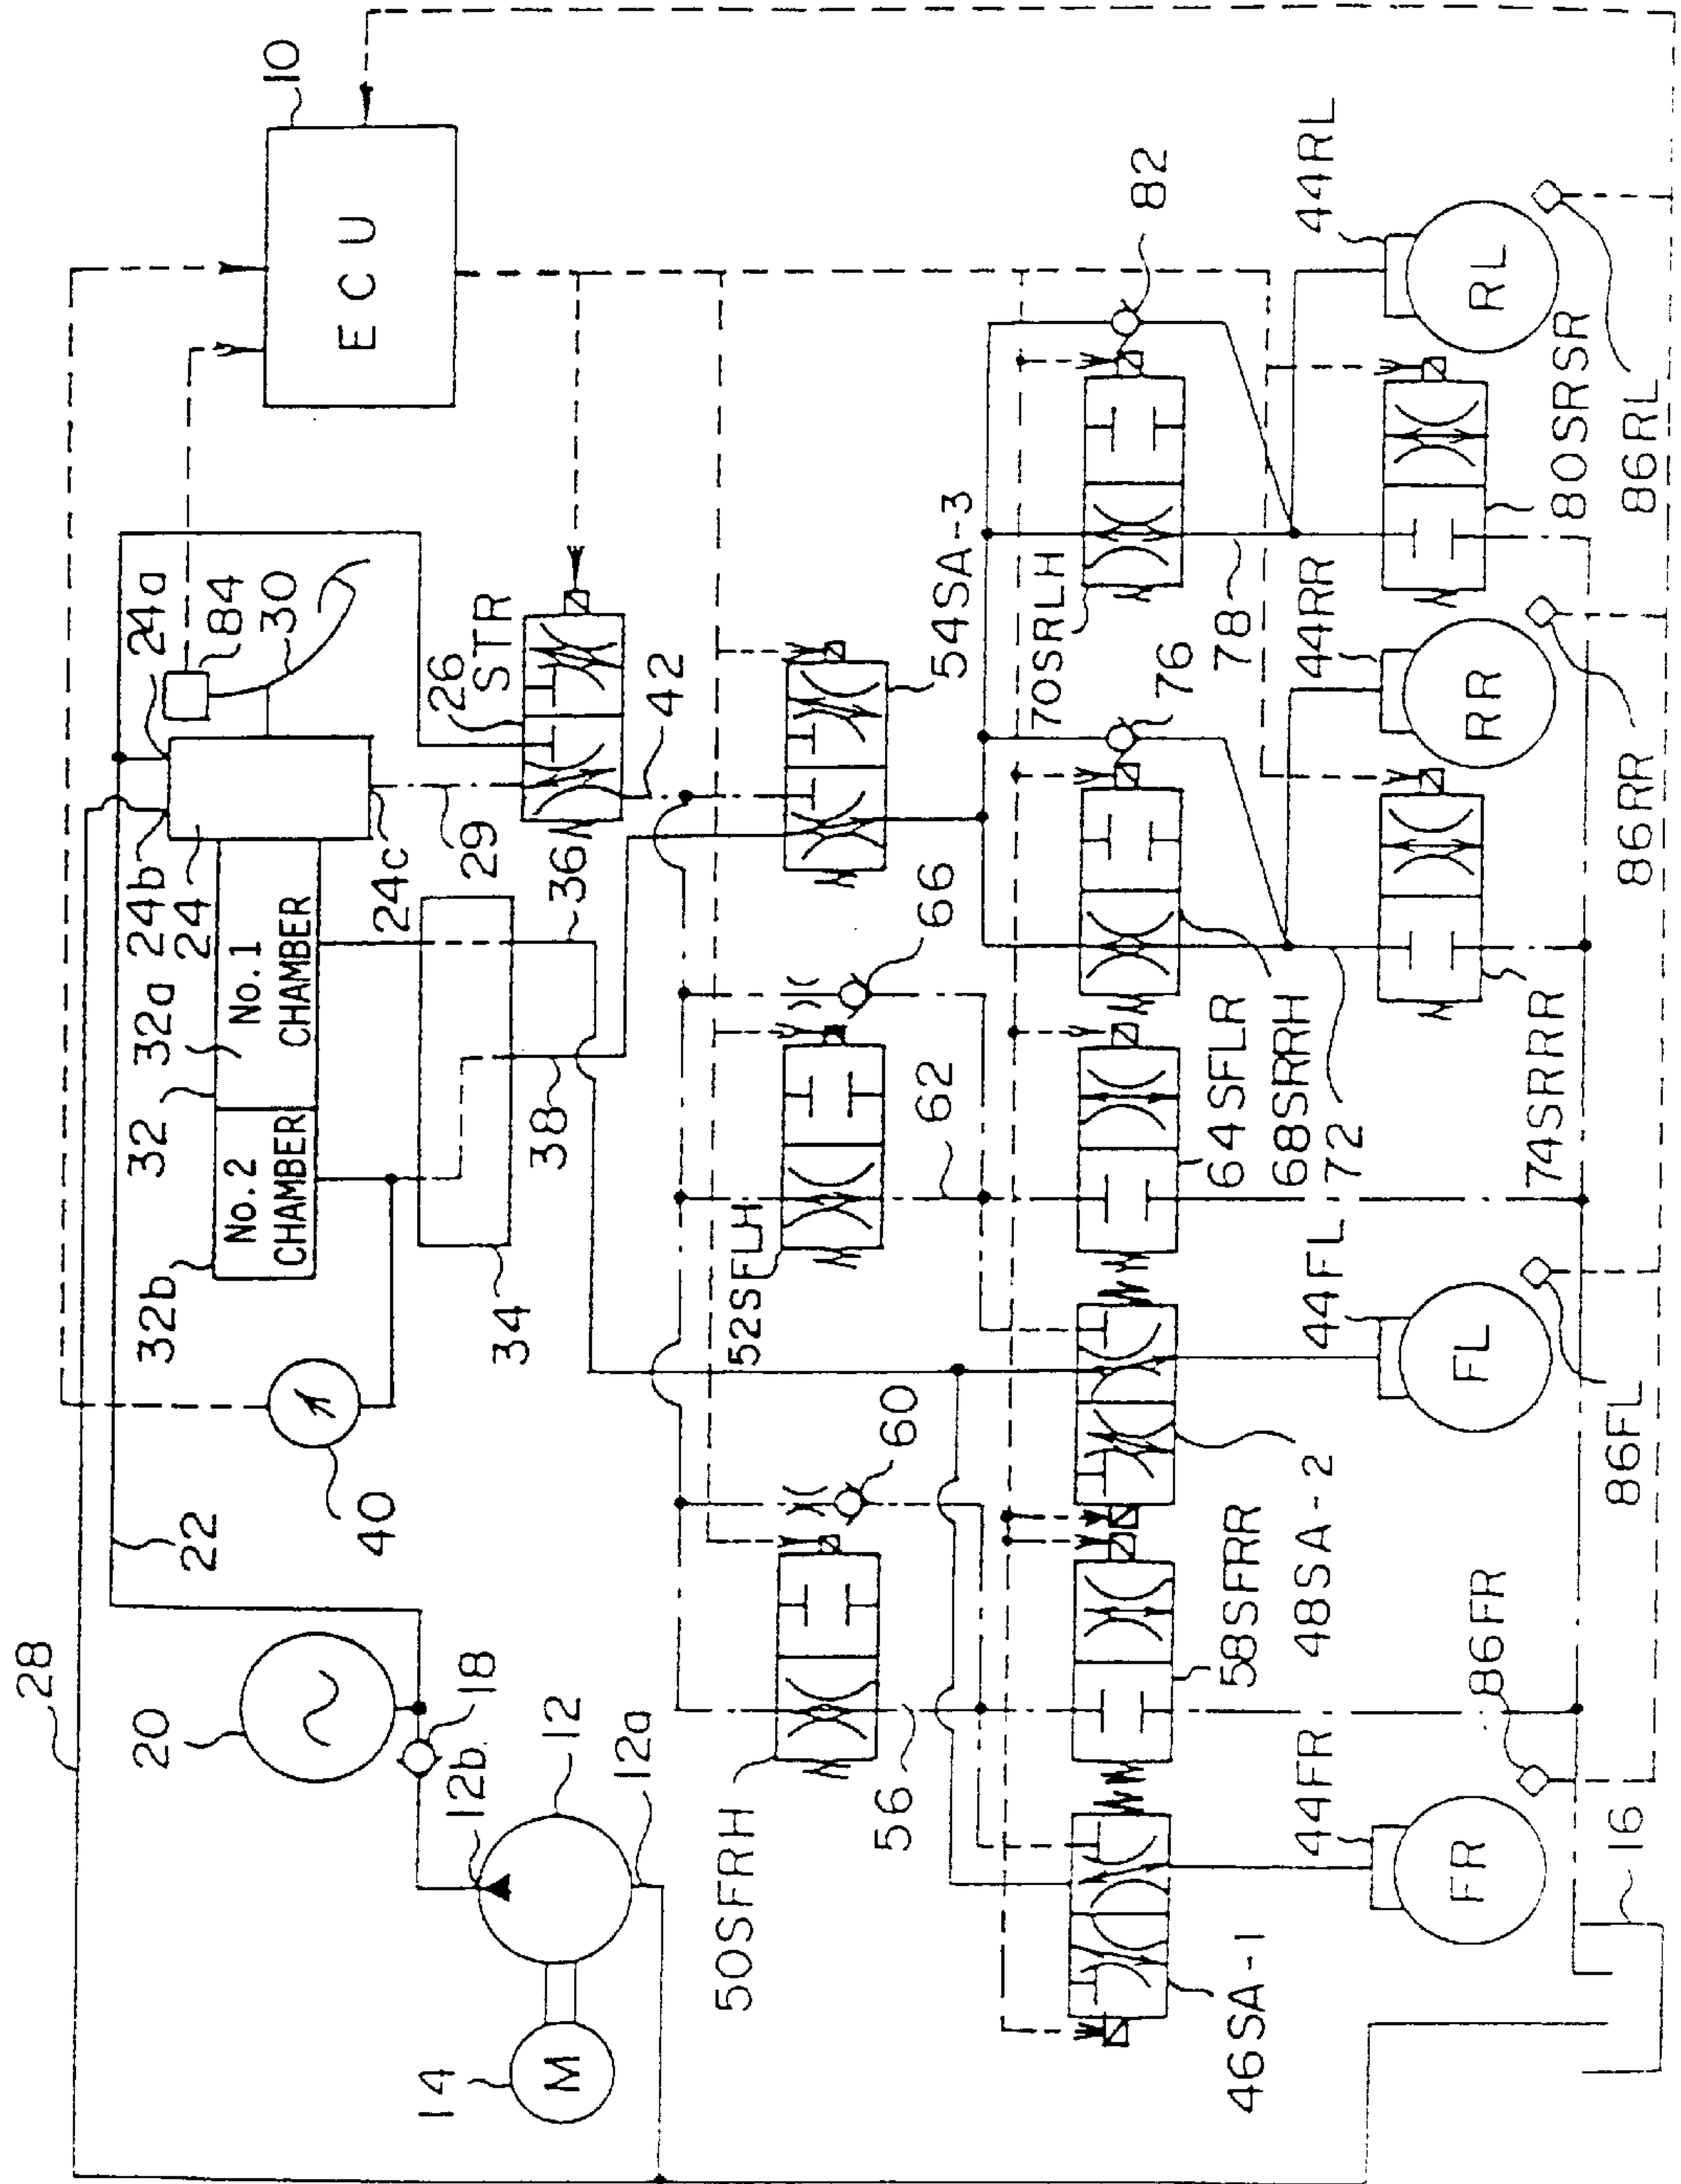 28
10
ECU
20
22
40
32b
32
32a
24b
24
24a
84
30
No.2
CHAMBER
No.1
CHAMBER
18
12b
12
12a
14
M
34
38
36
24c
29
26
STR
42
50SFRH
56
60
52SFLH
62
66
54SA-3
46SA-1
58SFRR
48SA-2
64SFLR
68SRRH
72
76
70SRLH
78
82
44FR
FR
86FR
44FL
FL
86FL
74SRRR
44RR
RR
86RR
80SRSR
44RL
RL
86RL
16